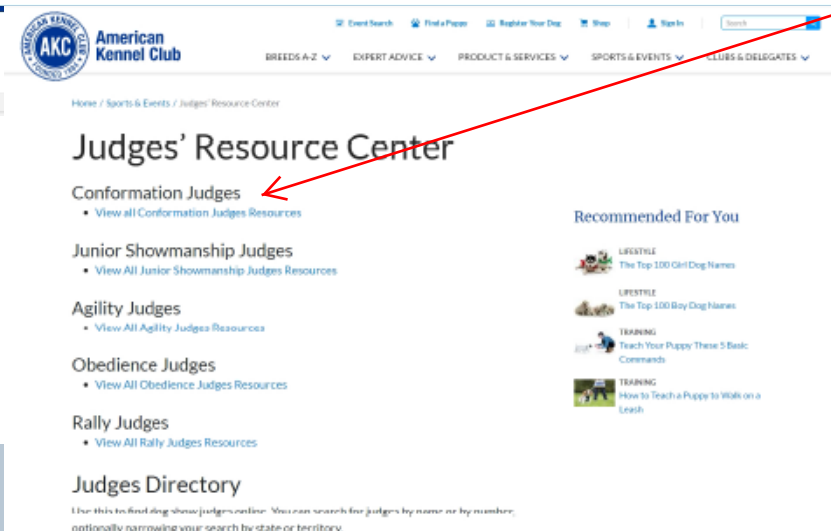 AMERICAN KENNEL CLUB
AKC
FOUNDED 1884
American
Kennel Club
Event Search Find a Puppy Register Your Dog Shop Sign In Search
BREEDS A-Z EXPERT ADVICE PRODUCT & SERVICES SPORTS & EVENTS CLUBS & DELEGATES
Home / Sports & Events / Judges' Resource Center
Judges’ Resource Center
Conformation Judges
• View all Conformation Judges Resources
Junior Showmanship Judges
• View All Junior Showmanship Judges Resources
Agility Judges
• View All Agility Judges Resources
Obedience Judges
• View All Obedience Judges Resources
Rally Judges
• View All Rally Judges Resources
Judges Directory
Use this to find dog show judges online. You can search for judges by name or by number,
optionally narrowing your search by state or territory.
Recommended For You
LIFESTYLE
The Top 100 Girl Dog Names
LIFESTYLE
The Top 100 Boy Dog Names
TRAINING
Teach Your Puppy These 5 Basic
Commands
TRAINING
How to Teach a Puppy to Walk on a
Leash